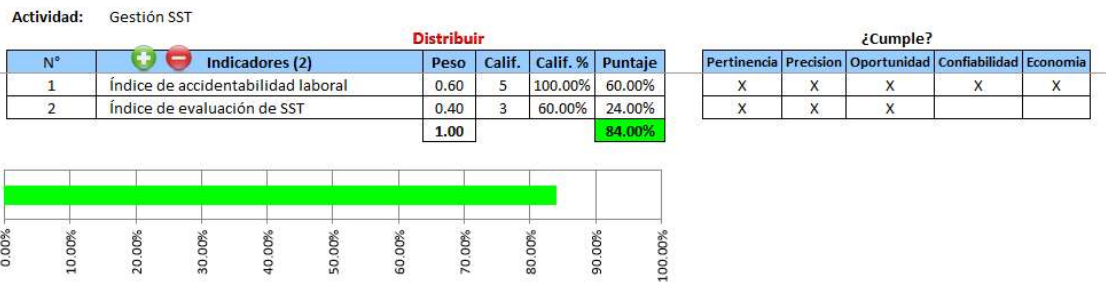 Actividad: Gestión SST
Distribuir ¿Cumple?
N° Indicadores (2) Peso Calif. Calif. % Puntaje Pertinencia Precision Oportunidad Confiabilidad Economia
1 Índice de accidentabilidad laboral 0.60 5 100.00% 60.00% X X X X X
2 Índice de evaluación de SST 0.40 3 60.00% 24.00% X X X
1.00 84.00%
0.00% 10.00% 20.00% 30.00% 40.00% 50.00% 60.00% 70.00% 80.00% 90.00% 100.00%